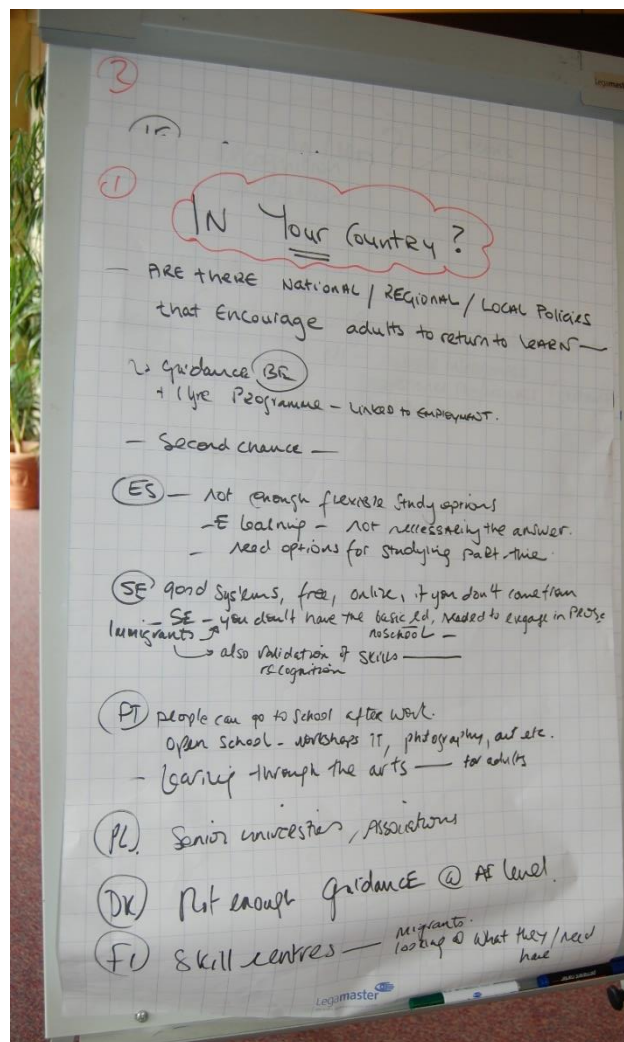 3
①
IN Your Country?
- ARE there NATIONAL / REGIONAL / LOCAL Policies
that Encourage adults to return to LEARN —
↳ Guidance BE
+ 1 yre Programme - LINKED TO EMPLOYMENT.
- Second chance —
ES - not enough flexible study options
- E learning - not necessarily the answer.
- need options for studying part-time.
SE good systems, free, online, if you don't come from
- SE - you don't have the basic ed, needed to engage in
Immigrants no school -
↳ also validation of skills —
recognition
PT people can go to school after work.
Open School - workshops IT, photography, art etc.
- learning through the arts — for adults
PL. Senior universities, Associations
DK Not enough guidance @ AE level.
FI Skill centres — migrants.
looking @ what they / need
have
Legamaster